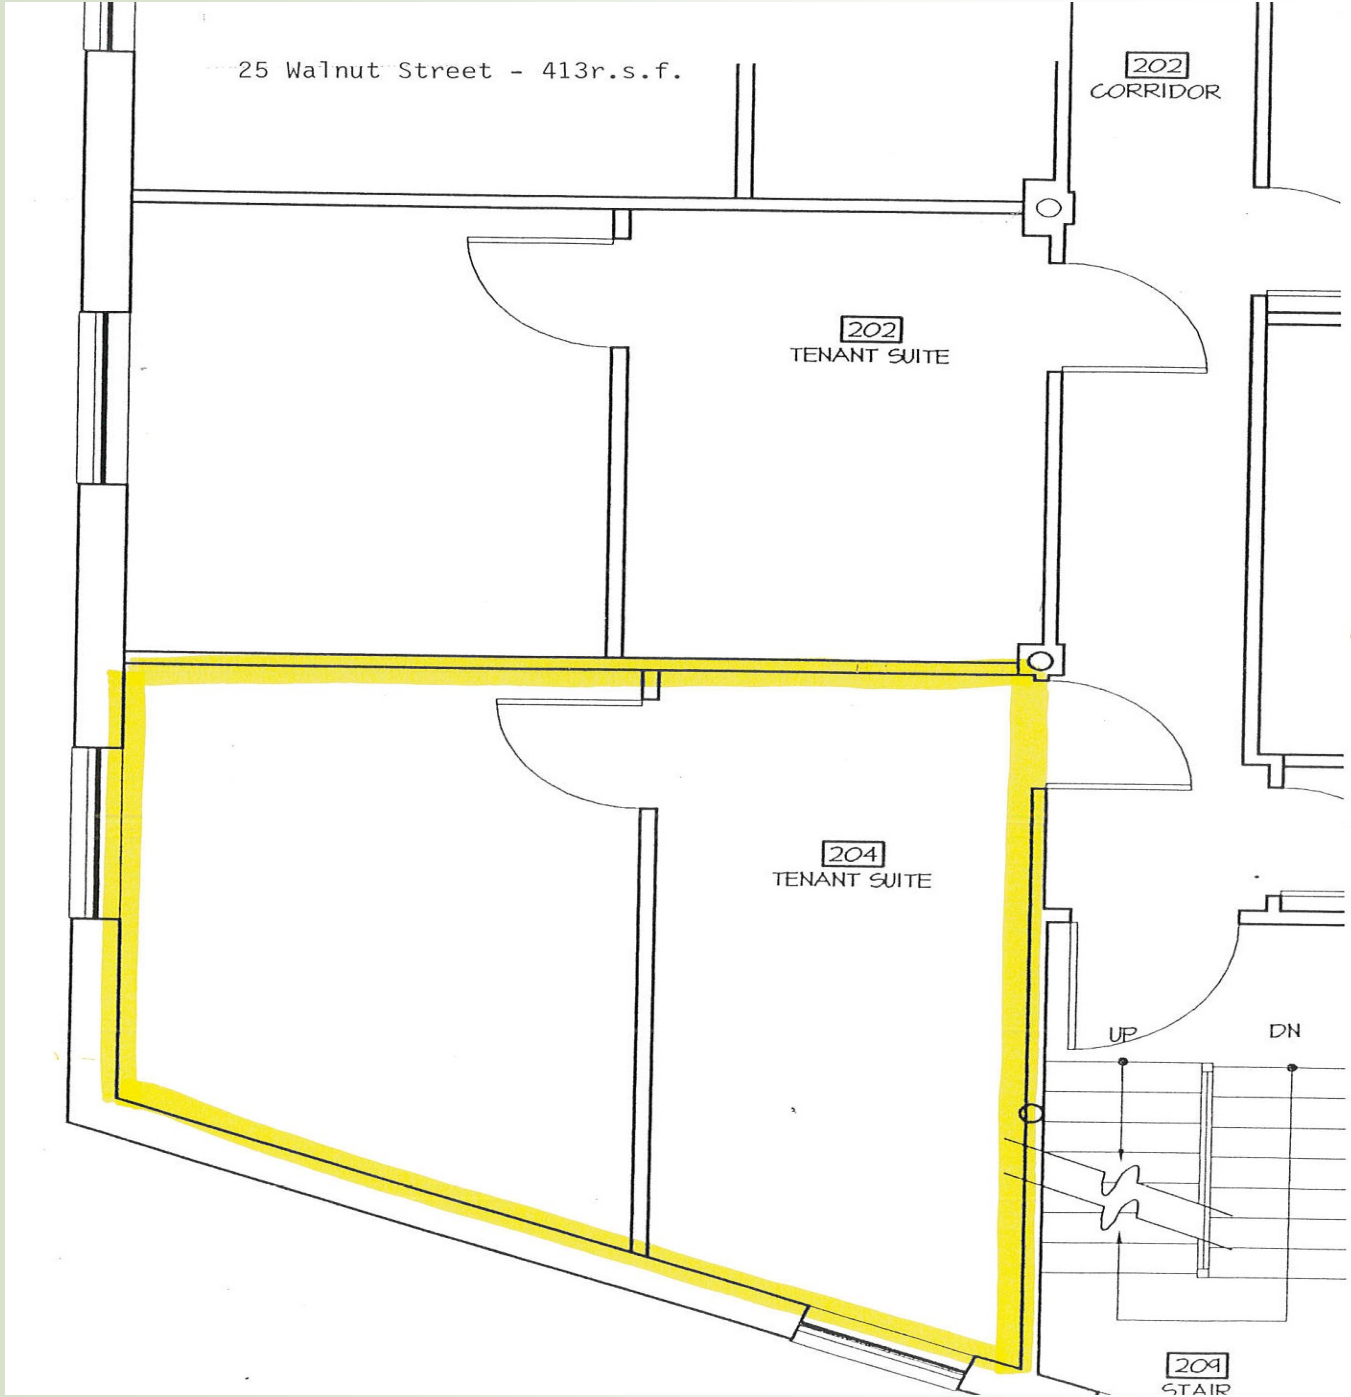 25 Walnut Street - 413r.s.f.
202
CORRIDOR
202
TENANT SUITE
204
TENANT SUITE
UP
DN
209
STAIR